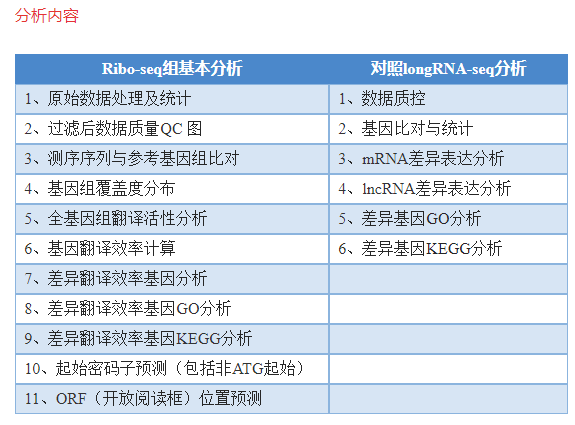 分析内容
Ribo-seq组基本分析 对照longRNA-seq分析
1、原始数据处理及统计 1、数据质控
2、过滤后数据质量QC 图 2、基因比对与统计
3、测序序列与参考基因组比对 3、mRNA差异表达分析
4、基因组覆盖度分布 4、lncRNA差异表达分析
5、全基因组翻译活性分析 5、差异基因GO分析
6、基因翻译效率计算 6、差异基因KEGG分析
7、差异翻译效率基因分析
8、差异翻译效率基因GO分析
9、差异翻译效率基因KEGG分析
10、起始密码子预测（包括非ATG起始）
11、ORF（开放阅读框）位置预测